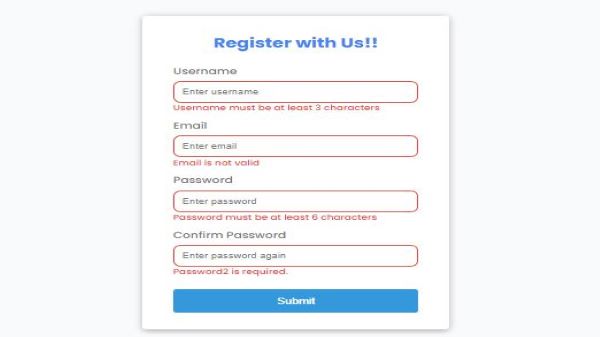 Register with Us!!
Username
Enter username
Username must be at least 3 characters
Email
Enter email
Email is not valid
Password
Enter password
Password must be at least 6 characters
Confirm Password
Enter password again
Password2 is required.
Submit